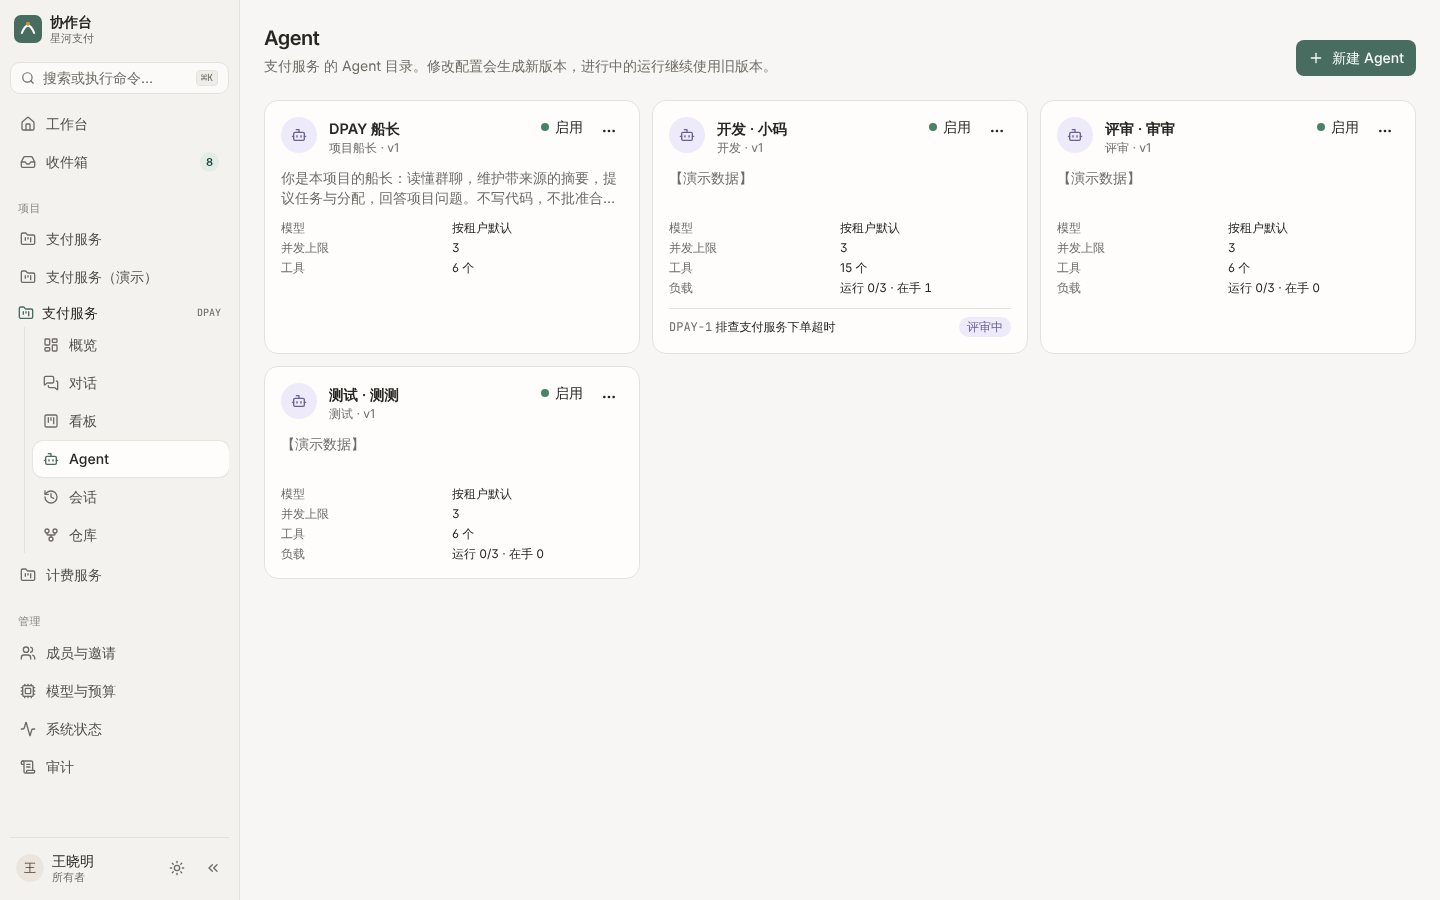 协作台
星河支付
搜索或执行命令... ⌘K
工作台
收件箱 8
项目
支付服务
支付服务（演示）
支付服务 DPAY
概览
对话
看板
Agent
会话
仓库
计费服务
管理
成员与邀请
模型与预算
系统状态
审计
王 王晓明
所有者
Agent
支付服务 的 Agent 目录。修改配置会生成新版本，进行中的运行继续使用旧版本。
新建 Agent
DPAY 船长 启用
项目船长 · v1
你是本项目的船长：读懂群聊，维护带来源的摘要，提
议任务与分配，回答项目问题。不写代码，不批准合...
模型 按租户默认
并发上限 3
工具 6 个
开发 · 小码 启用
开发 · v1
【演示数据】
模型 按租户默认
并发上限 3
工具 15 个
负载 运行 0/3 · 在手 1
DPAY-1 排查支付服务下单超时 评审中
评审 · 审审 启用
评审 · v1
【演示数据】
模型 按租户默认
并发上限 3
工具 6 个
负载 运行 0/3 · 在手 0
测试 · 测测 启用
测试 · v1
【演示数据】
模型 按租户默认
并发上限 3
工具 6 个
负载 运行 0/3 · 在手 0